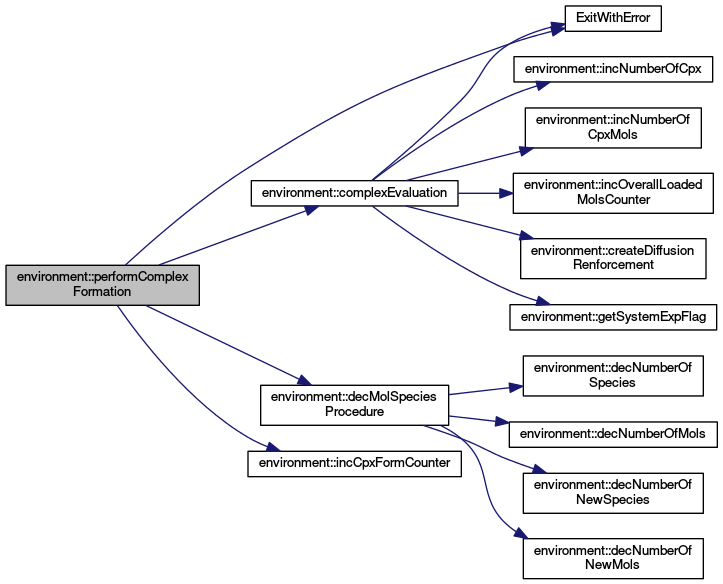 ExitWithError
environment::incNumberOfCpx
environment::incNumberOf
CpxMols
environment::complexEvaluation
environment::incOverallLoaded
MolsCounter
environment::createDiffusion
Renforcement
environment::performComplex
Formation
environment::getSystemExpFlag
environment::decNumberOf
Species
environment::decMolSpecies
Procedure
environment::decNumberOfMols
environment::incCpxFormCounter
environment::decNumberOf
NewSpecies
environment::decNumberOf
NewMols